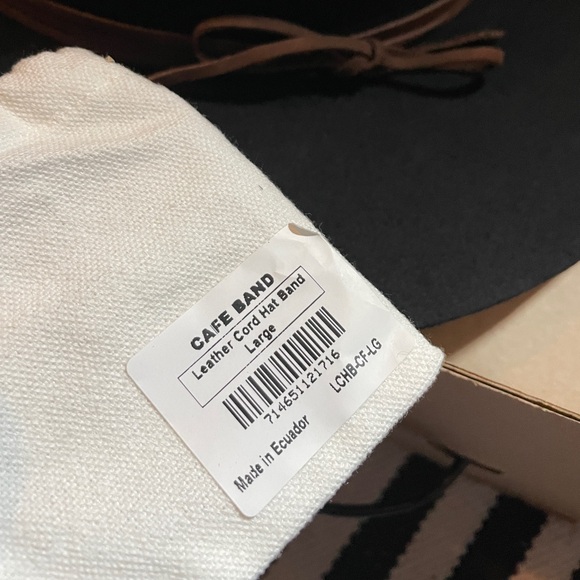 CAFE BAND
Leather Cord Hat Band
Large
714651121716
LCHB-CF-LG
Made in Ecuador